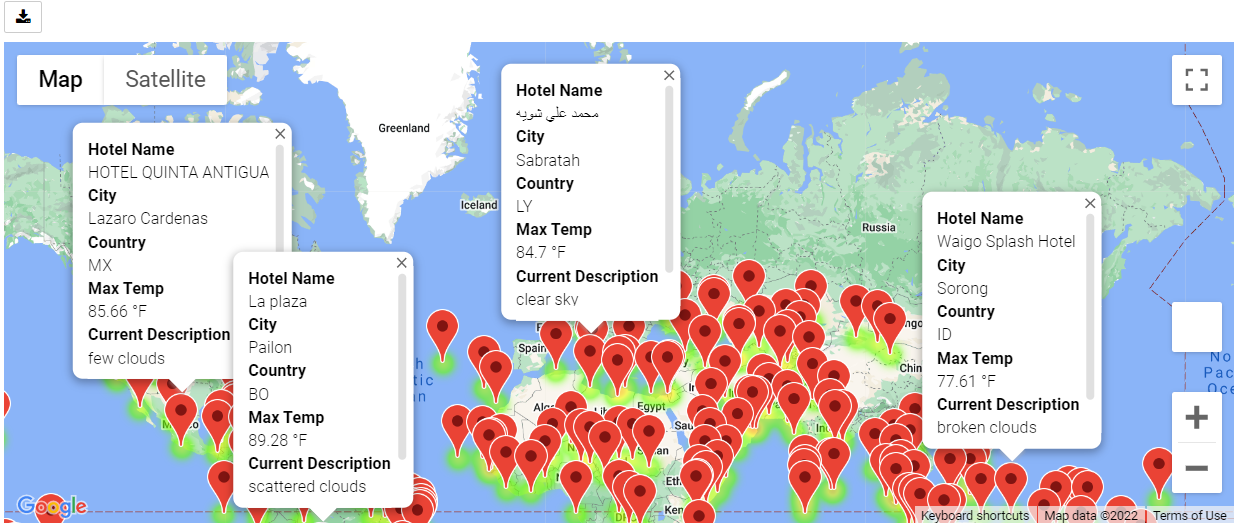 Map
Satellite
Greenland
Iceland
Russia
Hotel Name
HOTEL QUINTA ANTIGUA
City
Lazaro Cardenas
Country
MX
Max Temp
85.66 °F
Current Description
few clouds
Hotel Name
La plaza
City
Pailon
Country
BO
Max Temp
89.28 °F
Current Description
scattered clouds
Hotel Name
محمد علي شويه
City
Sabratah
Country
LY
Max Temp
84.7 °F
Current Description
clear sky
Hotel Name
Waigo Splash Hotel
City
Sorong
Country
ID
Max Temp
77.61 °F
Current Description
broken clouds
Spain
Egypt
Google
Keyboard shortcuts
Map data ©2022
Terms of Use